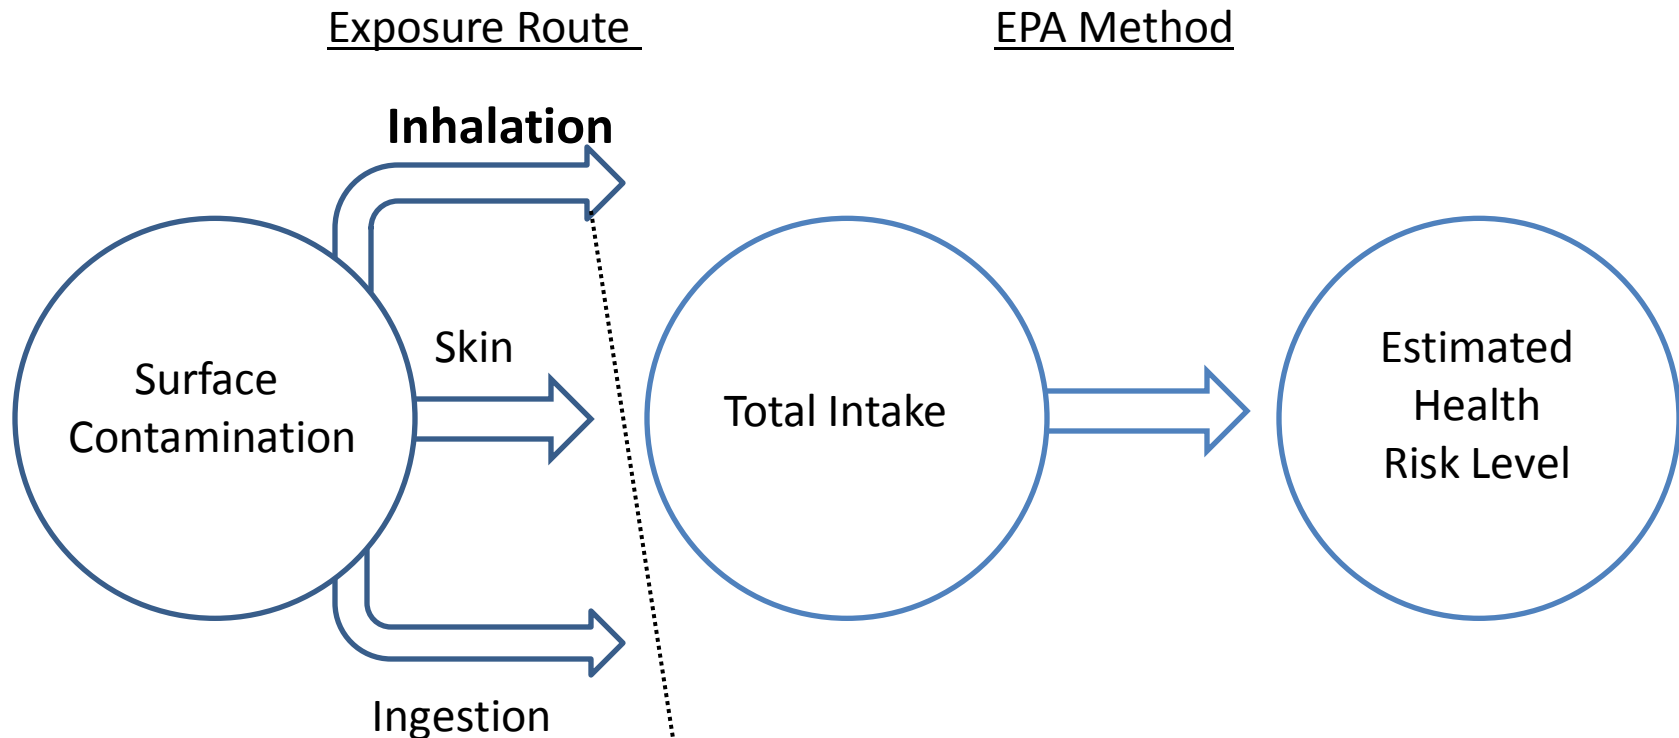 Exposure Route
EPA Method
Inhalation
Skin
Surface
Contamination
Ingestion
Total Intake
Estimated
Health
Risk Level